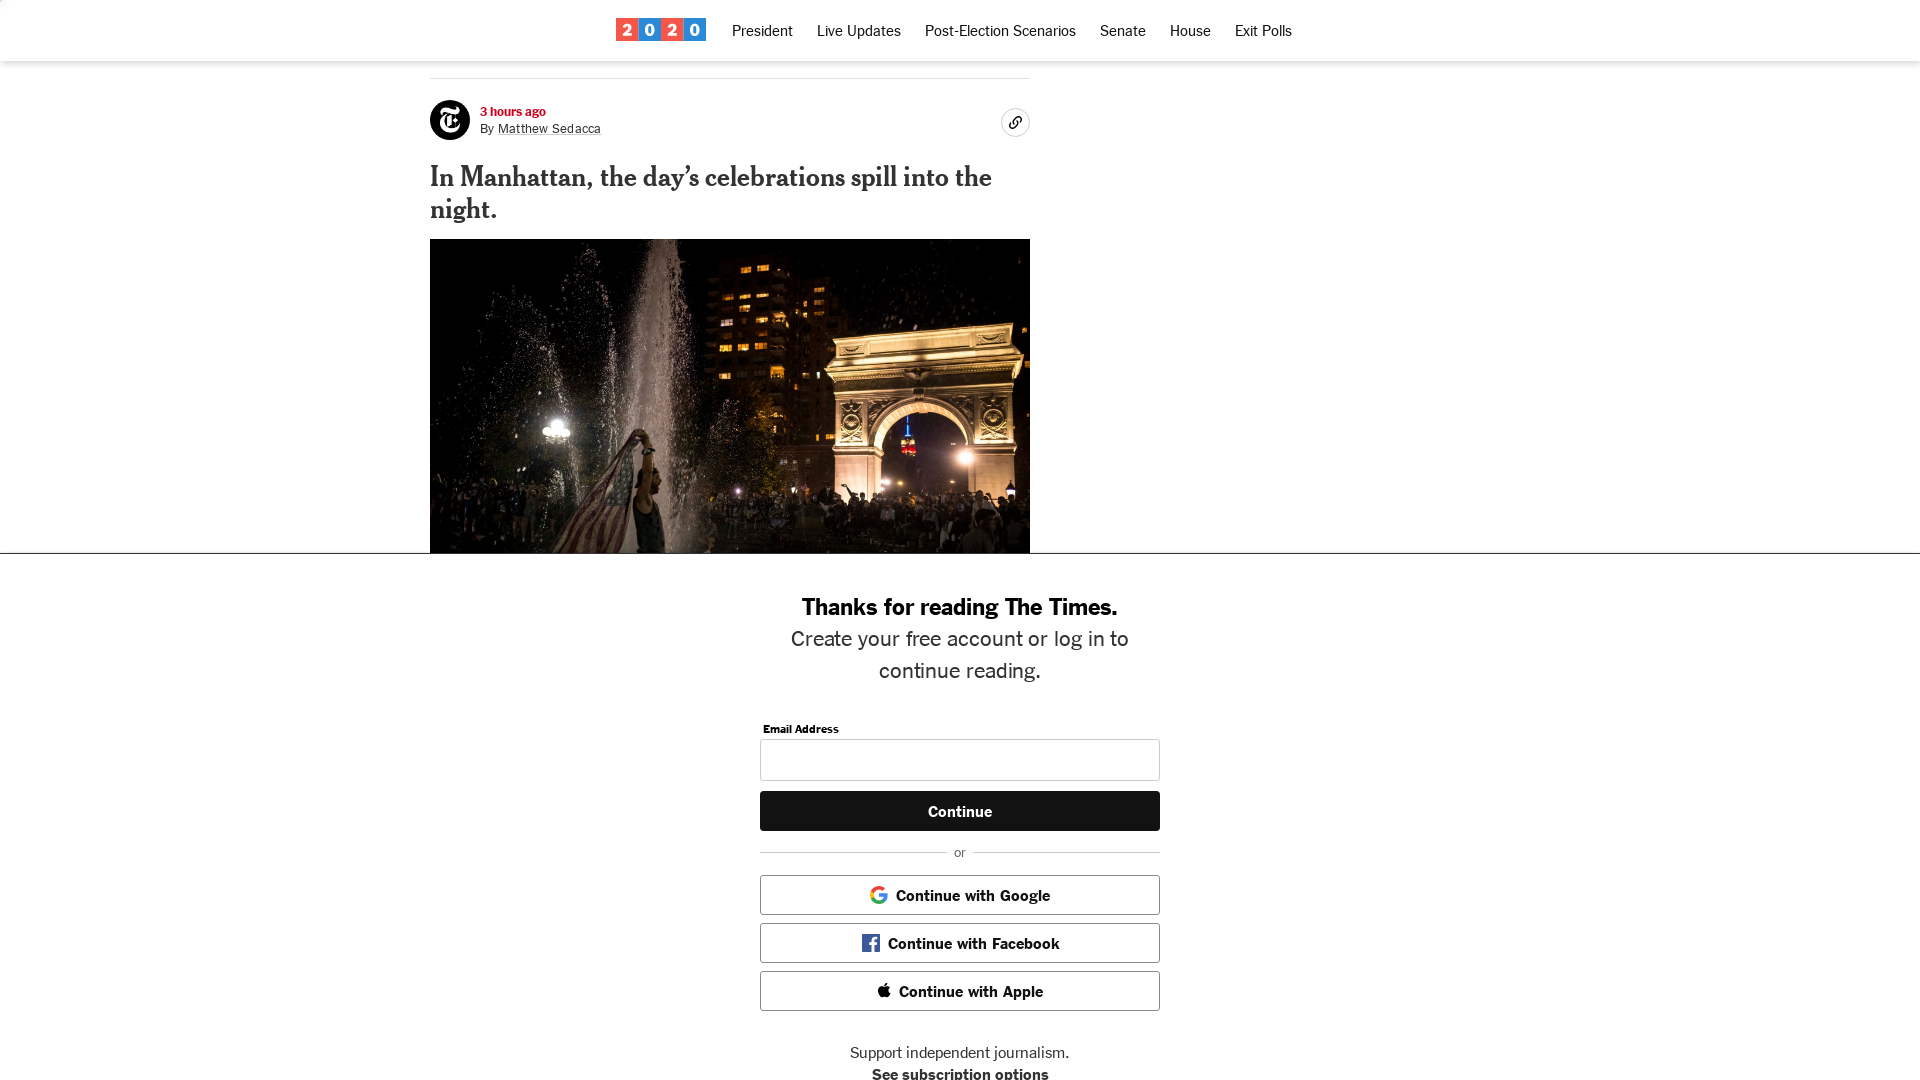 2020 President Live Updates Post-Election Scenarios Senate House Exit Polls
3 hours ago
By Matthew Sedacca
In Manhattan, the day’s celebrations spill into the
night.
Thanks for reading The Times.
Create your free account or log in to
continue reading.
Email Address
Continue
or
Continue with Google
Continue with Facebook
Continue with Apple
Support independent journalism.
See subscription options